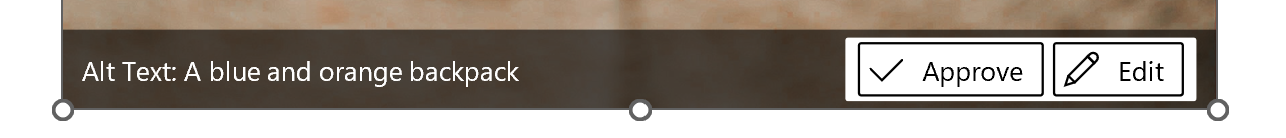 Alt Text: A blue and orange backpack
Approve
Edit